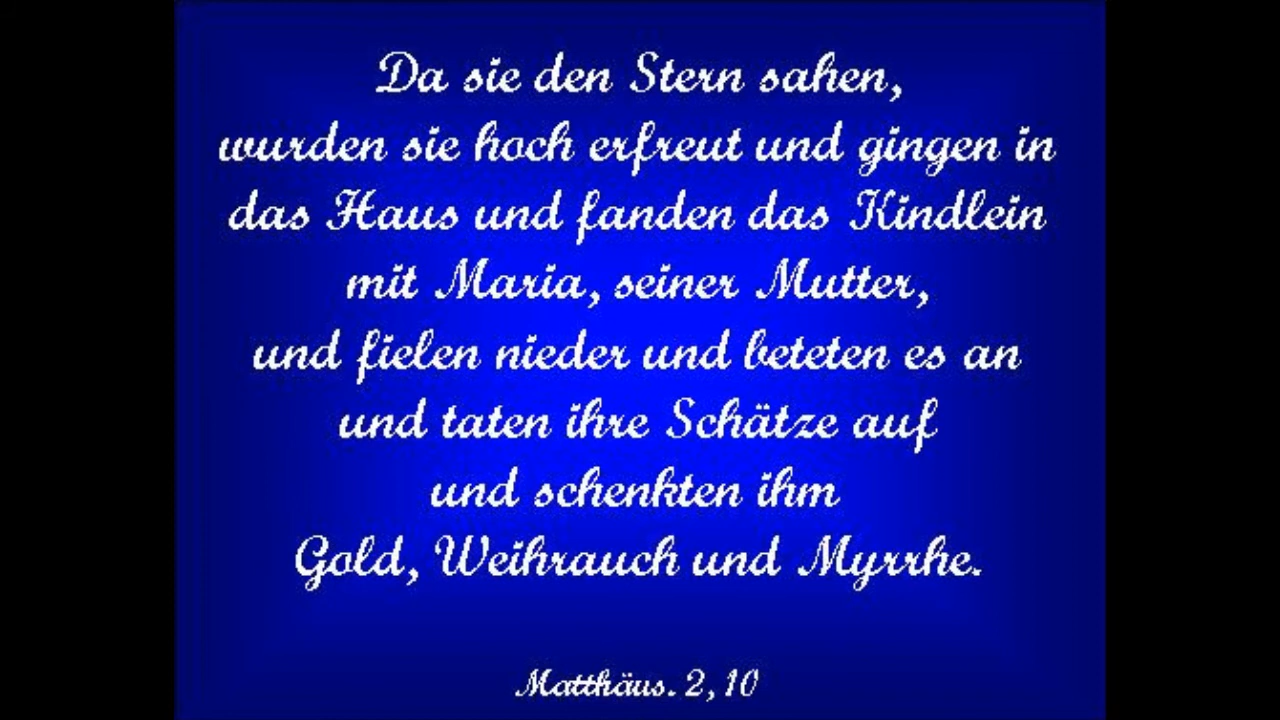 Da sie den Stern sahen,
wurden sie hoch erfreut und gingen in
das Haus und fanden das Kindlein
mit Maria, seiner Mutter,
und fielen nieder und beteten es an
und taten ihre Schätze auf
und schenkten ihm
Gold, Weihrauch und Myrrhe.
Matthäus. 2, 10